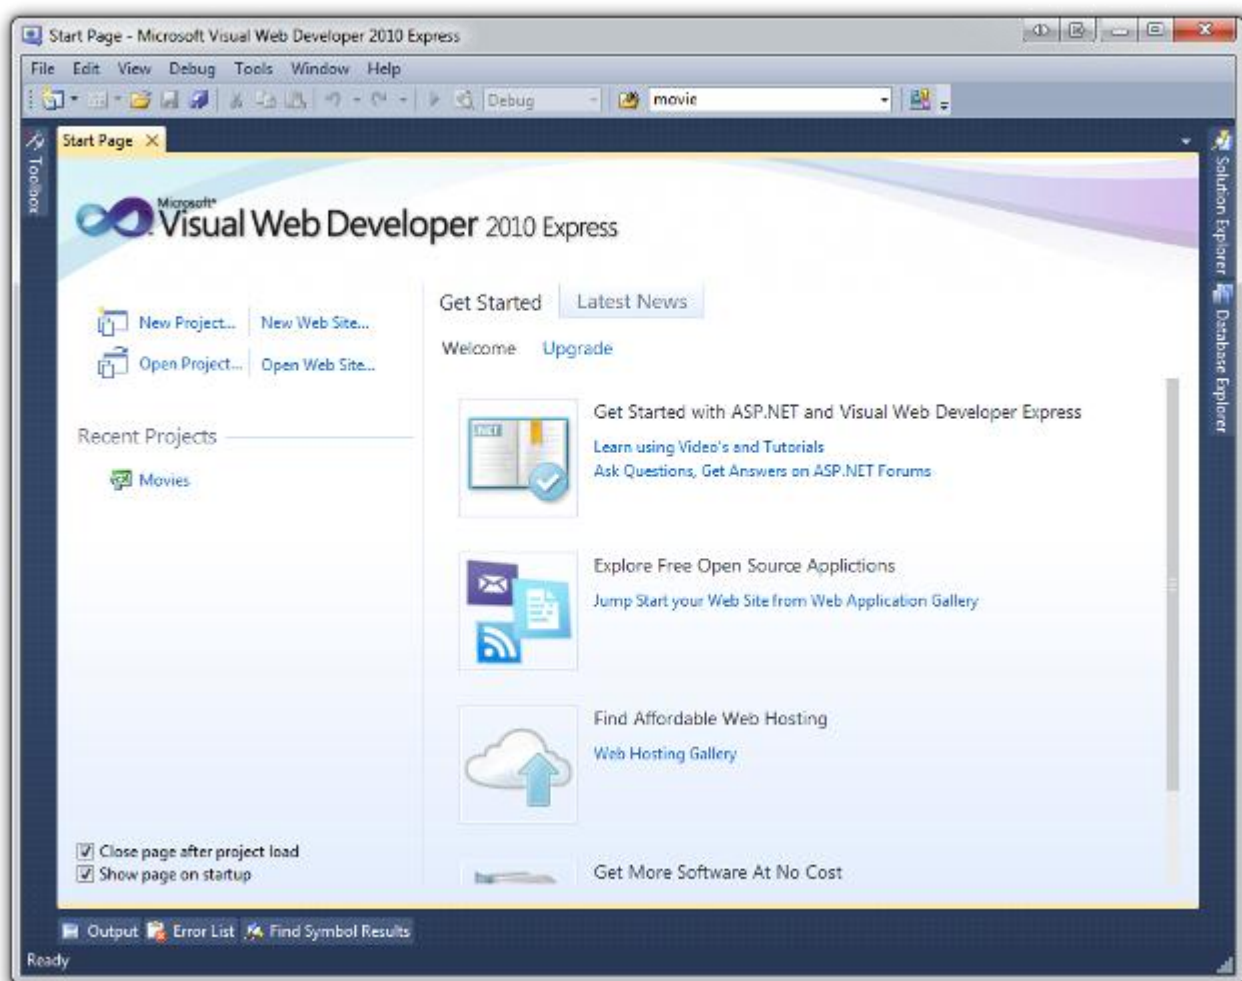 Start Page - Microsoft Visual Web Developer 2010 Express
File Edit View Debug Tools Window Help
Debug movie
Toolbox
Start Page
Solution Explorer
Database Explorer
Microsoft®
Visual Web Developer 2010 Express
New Project... New Web Site...
Open Project... Open Web Site...
Recent Projects
Movies
Get Started Latest News
Welcome Upgrade
Get Started with ASP.NET and Visual Web Developer Express
.NET
Learn using Video's and Tutorials
Ask Questions, Get Answers on ASP.NET Forums
Explore Free Open Source Applictions
Jump Start your Web Site from Web Application Gallery
Find Affordable Web Hosting
Web Hosting Gallery
Get More Software At No Cost
Close page after project load
Show page on startup
Output Error List Find Symbol Results
Ready